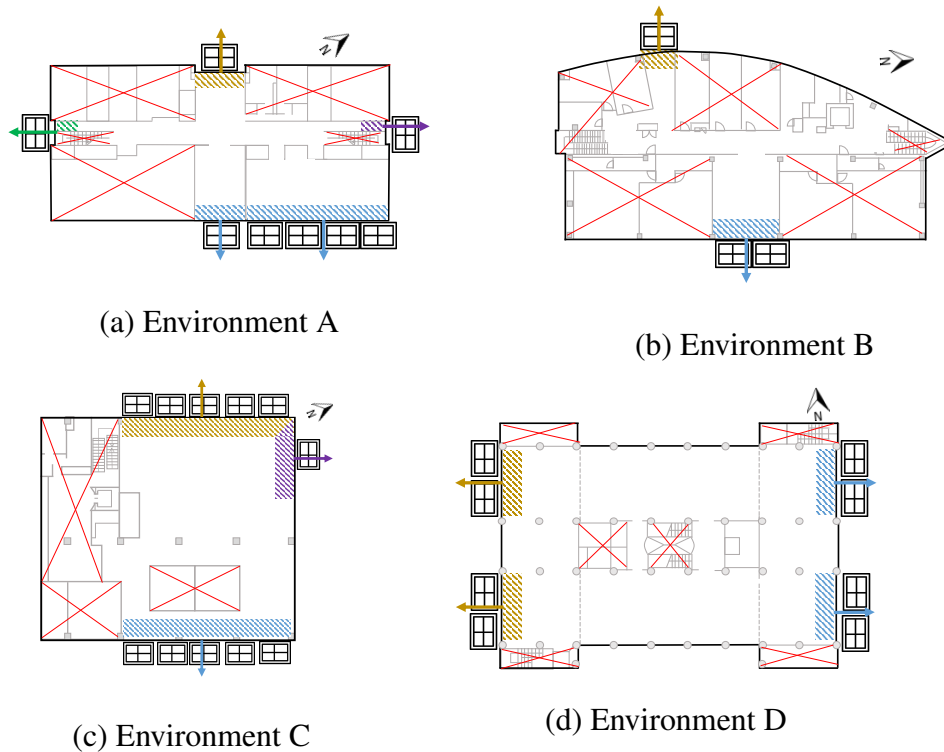 N
N
(a) Environment A
(b) Environment B
N
N
(c) Environment C
(d) Environment D